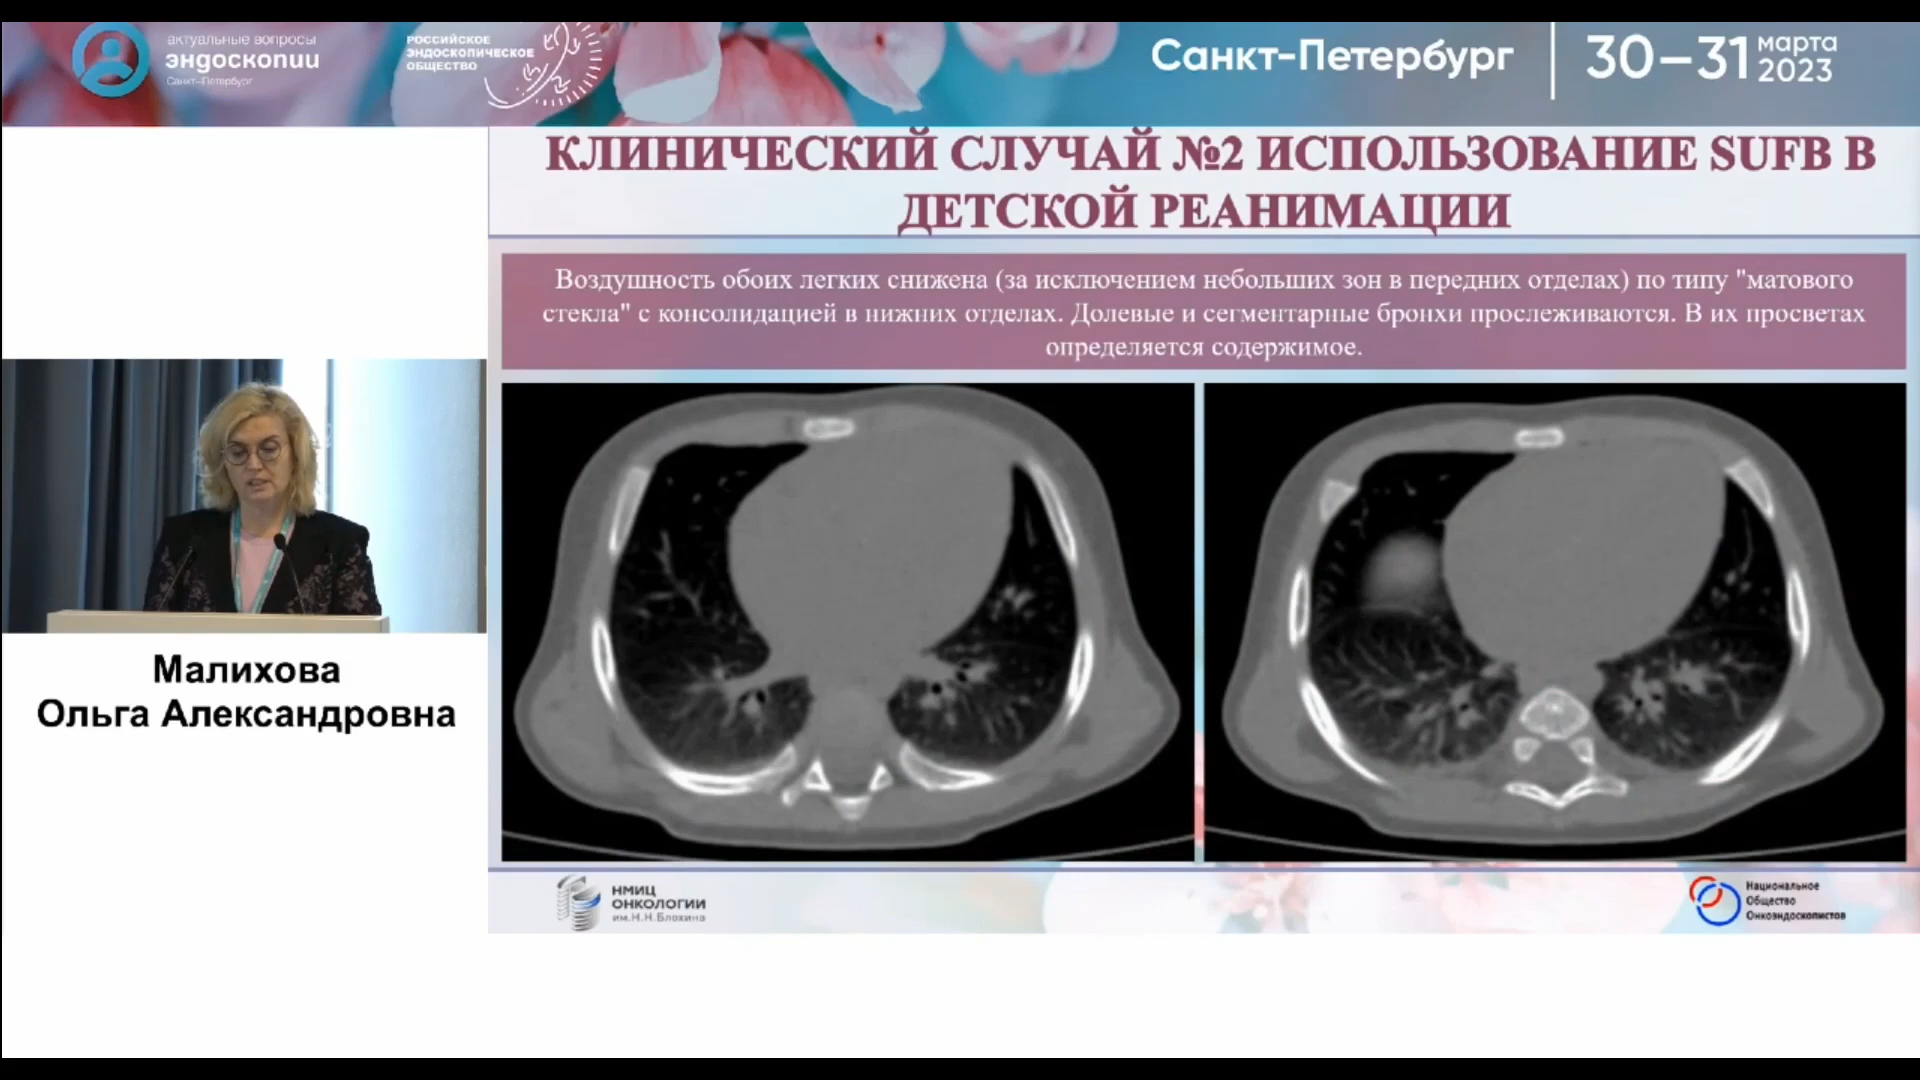 актуальные вопросы
эндоскопии
Санкт-Петербург
РОССИЙСКОЕ
ЭНДОСКОПИЧЕСКОЕ
ОБЩЕСТВО
Санкт-Петербург
30–31 марта
2023
КЛИНИЧЕСКИЙ СЛУЧАЙ №2 ИСПОЛЬЗОВАНИЕ SUFB В
ДЕТСКОЙ РЕАНИМАЦИИ
Воздушность обоих легких снижена (за исключением небольших зон в передних отделах) по типу "матового
стекла" с консолидацией в нижних отделах. Долевые и сегментарные бронхи прослеживаются. В их просветах
определяется содержимое.
Малихова
Ольга Александровна
НМИЦ
ОНКОЛОГИИ
им.Н.Н.Блохина
Национальное
Общество
Онкоэндоскопистов